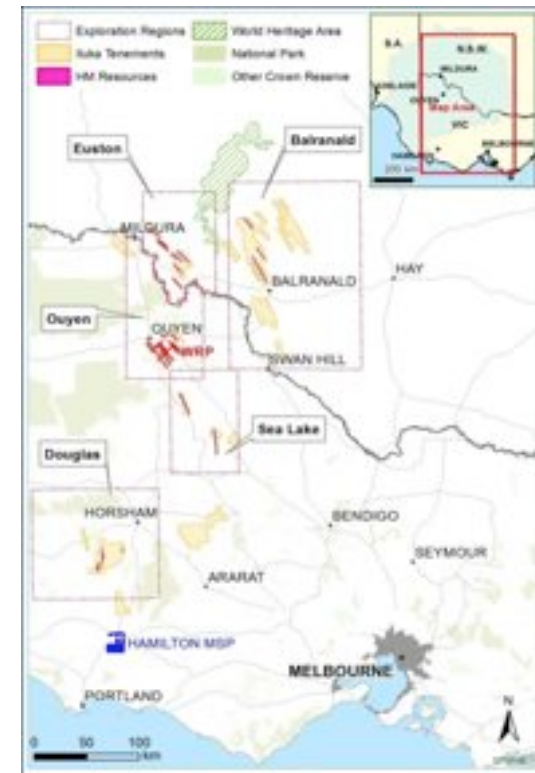 Exploration Regions
World Heritage Area
Iluka Tenements
National Park
HM Resources
Other Crown Reserve
S.A.
N.S.W.
MILDURA
OUYEN
Map Area
VIC
MELBOURNE
Euston
Balranald
MILDURA
HAY
BALRANALD
Ouyen
OUYEN
WRP
SWAN HILL
Sea Lake
Douglas
HORSHAM
BENDIGO
SEYMOUR
ARARAT
HAMILTON MSP
MELBOURNE
PORTLAND
N
0 50 100
km